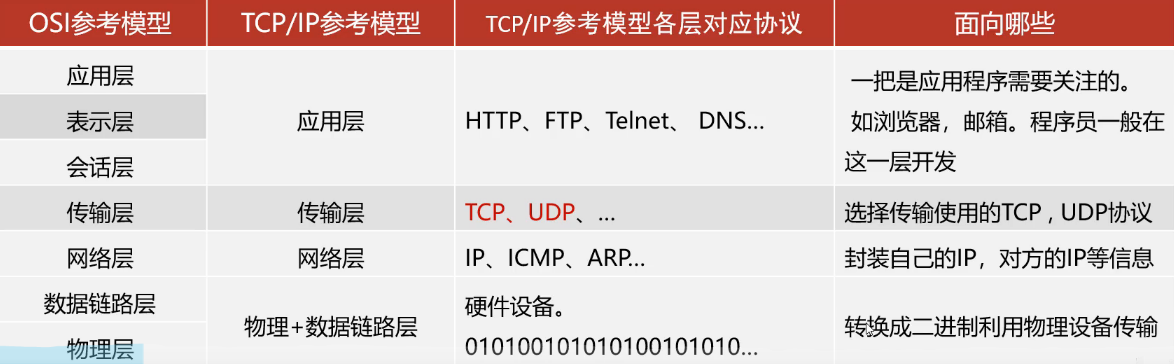 OSI参考模型 TCP/IP参考模型 TCP/IP参考模型各层对应协议 面向哪些
应用层
表示层
会话层
应用层
HTTP、FTP、Telnet、 DNS...
一把是应用程序需要关注的。
如浏览器，邮箱。程序员一般在
这一层开发
传输层 传输层 TCP、UDP、... 选择传输使用的TCP , UDP协议
网络层 网络层 IP、ICMP、ARP... 封装自己的IP，对方的IP等信息
数据链路层
物理层
物理+数据链路层
硬件设备。
010100101010100101010...
转换成二进制利用物理设备传输